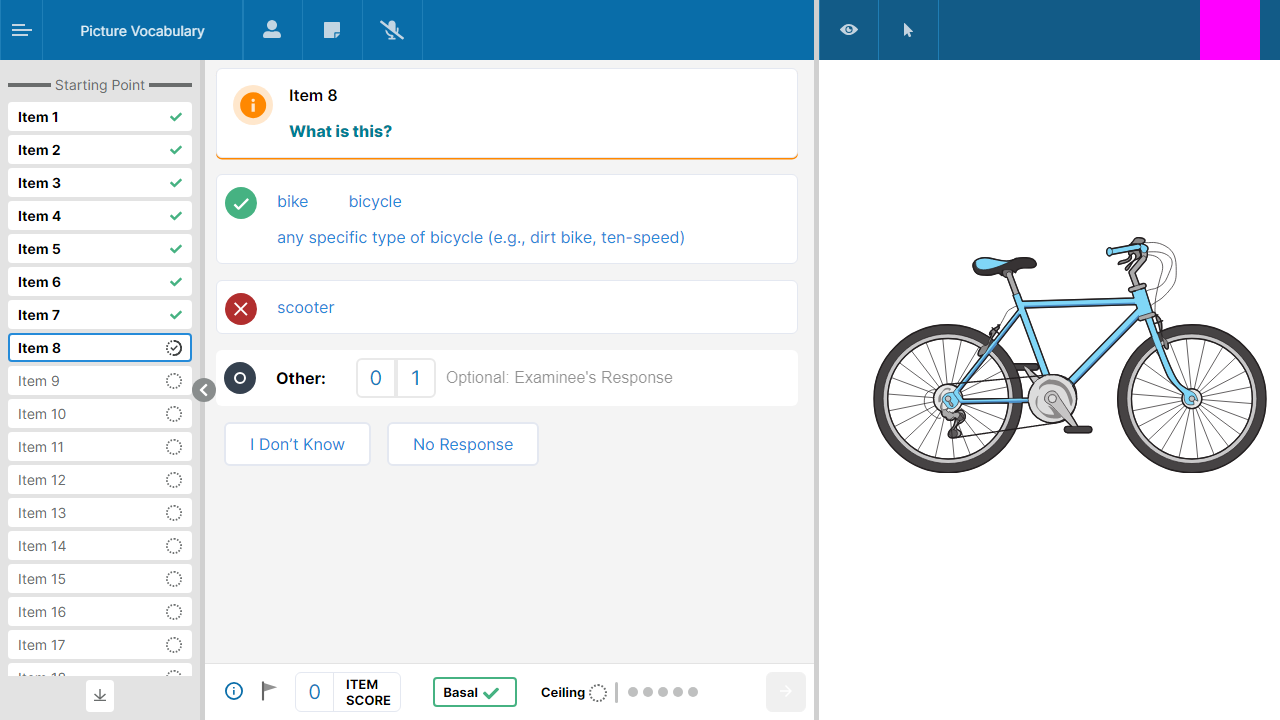 Picture Vocabulary
Starting Point
Item 1
Item 2
Item 3
Item 4
Item 5
Item 6
Item 7
Item 8
Item 9
Item 10
Item 11
Item 12
Item 13
Item 14
Item 15
Item 16
Item 17
Item 18
Item 8
What is this?
bike bicycle
any specific type of bicycle (e.g., dirt bike, ten-speed)
scooter
Other: 0 1 Optional: Examinee's Response
I Don’t Know No Response
0 ITEM SCORE Basal Ceiling